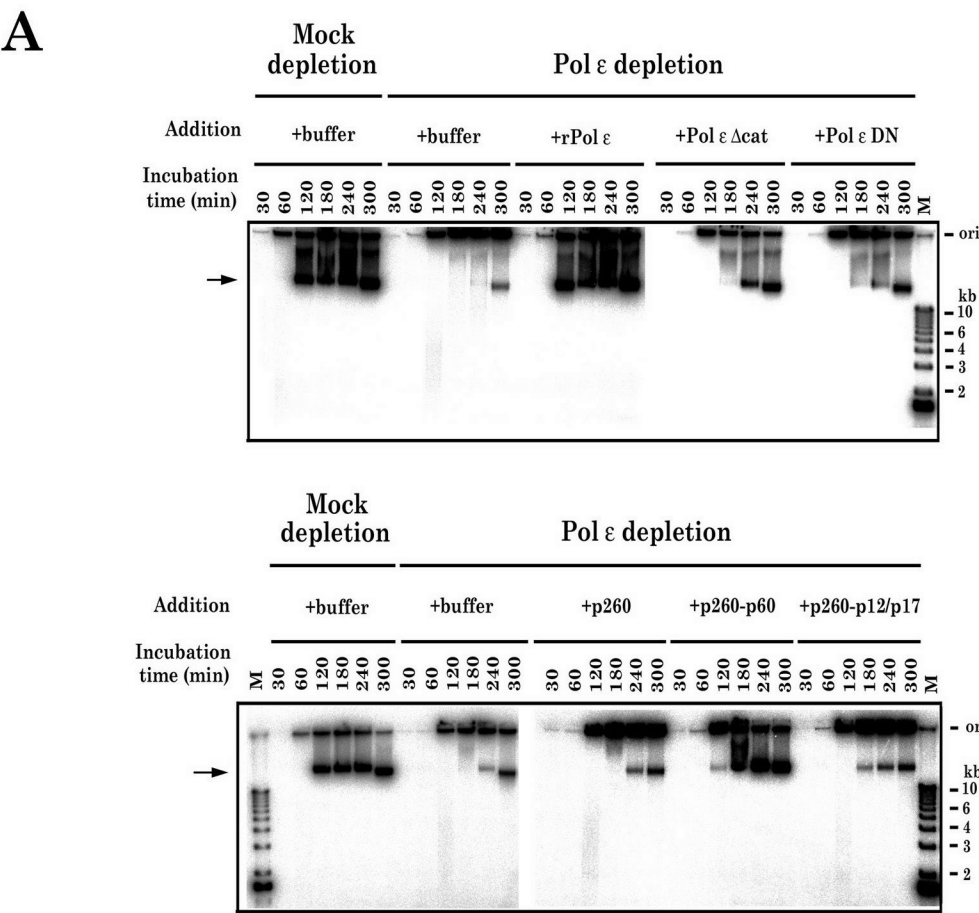 A
Mock
depletion
Pol ε depletion
Addition
+buffer
+buffer
+rPol ε
+Pol ε Δcat
+Pol ε DN
Incubation
time (min)
30 60 120 180 240 300 30 60 120 180 240 300 30 60 120 180 240 300 30 60 120 180 240 300 30 60 120 180 240 300 M
ori
kb
10
6
4
3
2
Mock
depletion
Pol ε depletion
Addition
+buffer
+buffer
+p260
+p260-p60
+p260-p12/p17
Incubation
time (min)
M 30 60 120 180 240 300 30 60 120 180 240 300 30 60 120 180 240 300 30 60 120 180 240 300 30 60 120 180 240 300 M
or
kb
10
6
4
3
2